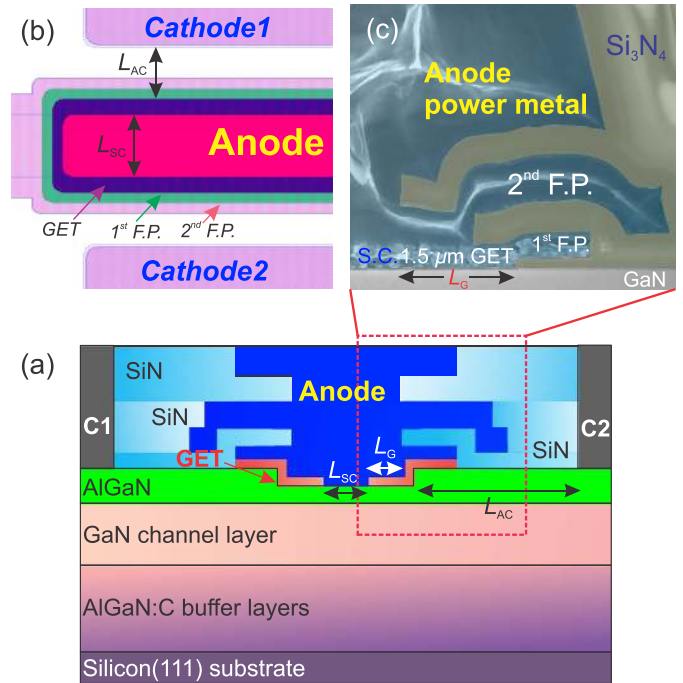 (b)
Cathode1
L_AC
L_SC
Anode
GET
1st F.P.
2nd F.P.
Cathode2
(c)
Si3N4
Anode
power metal
2nd F.P.
1st F.P.
S.C. 1.5 µm GET
L_G
GaN
(a)
SiN
Anode
SiN
C1
C2
L_G
SiN
GET
L_SC
AlGaN
L_AC
GaN channel layer
AlGaN:C buffer layers
Silicon(111) substrate